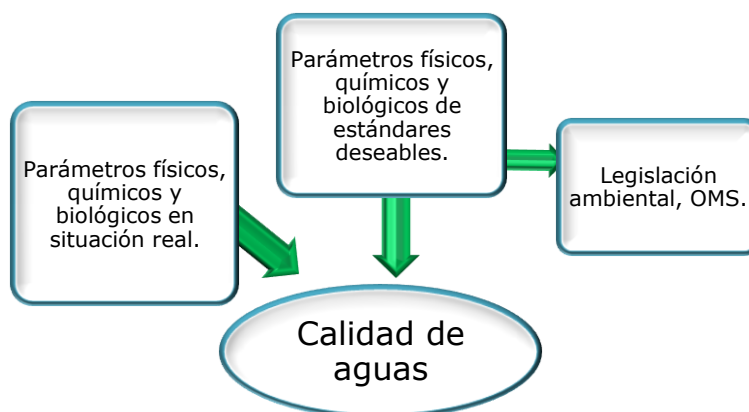 Parámetros físicos,
químicos y
biológicos en
situación real.
Parámetros físicos,
químicos y
biológicos de
estándares
deseables.
Legislación
ambiental, OMS.
Calidad de
aguas